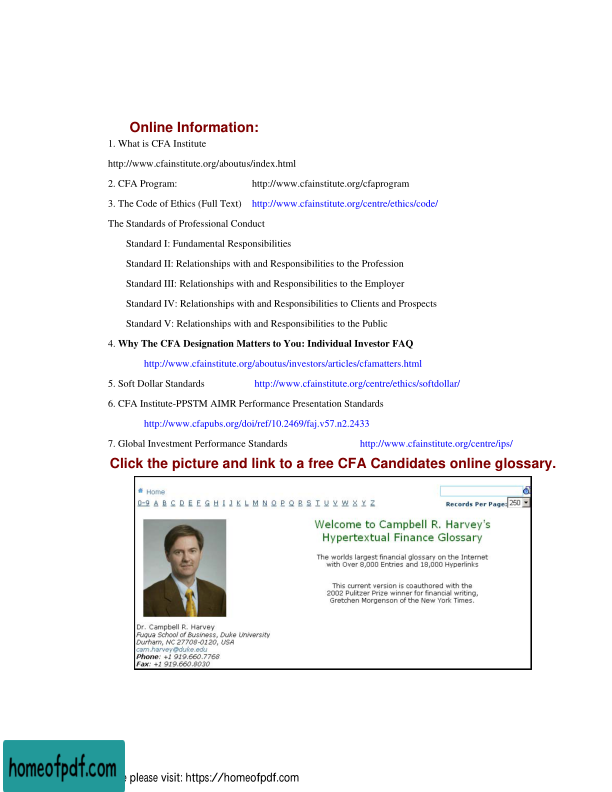 Online Information:
1. What is CFA Institute
http://www.cfainstitute.org/aboutus/index.html
2. CFA Program: http://www.cfainstitute.org/cfaprogram
3. The Code of Ethics (Full Text) http://www.cfainstitute.org/centre/ethics/code/
The Standards of Professional Conduct
Standard I: Fundamental Responsibilities
Standard II: Relationships with and Responsibilities to the Profession
Standard III: Relationships with and Responsibilities to the Employer
Standard IV: Relationships with and Responsibilities to Clients and Prospects
Standard V: Relationships with and Responsibilities to the Public
4. Why The CFA Designation Matters to You: Individual Investor FAQ
http://www.cfainstitute.org/aboutus/investors/articles/cfamatters.html
5. Soft Dollar Standards http://www.cfainstitute.org/centre/ethics/softdollar/
6. CFA Institute-PPSTM AIMR Performance Presentation Standards
http://www.cfapubs.org/doi/ref/10.2469/faj.v57.n2.2433
7. Global Investment Performance Standards http://www.cfainstitute.org/centre/ips/
Click the picture and link to a free CFA Candidates online glossary.
Home
0-9 A B C D E F G H I J K L M N O P Q R S T U V W X Y Z Records Per Page: 250
Welcome to Campbell R. Harvey's
Hypertextual Finance Glossary
The worlds largest financial glossary on the Internet
with Over 8,000 Entries and 18,000 Hyperlinks
This current version is coauthored with the
2002 Pulitzer Prize winner for financial writing,
Gretchen Morgenson of the New York Times.
Dr. Campbell R. Harvey
Fuqua School of Business, Duke University
Durham, NC 27708-0120, USA
cam.harvey@duke.edu
Phone: +1 919.660.7768
Fax: +1 919.660.8030
homeofpdf.com
please visit: https://homeofpdf.com